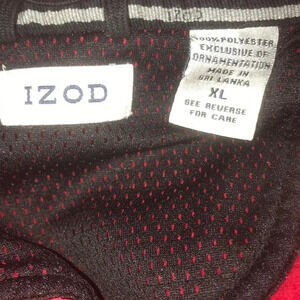 IZOD
100% POLYESTER
EXCLUSIVE OF
ORNAMENTATION
MADE IN
SRI LANKA
XL
SEE REVERSE
FOR CARE